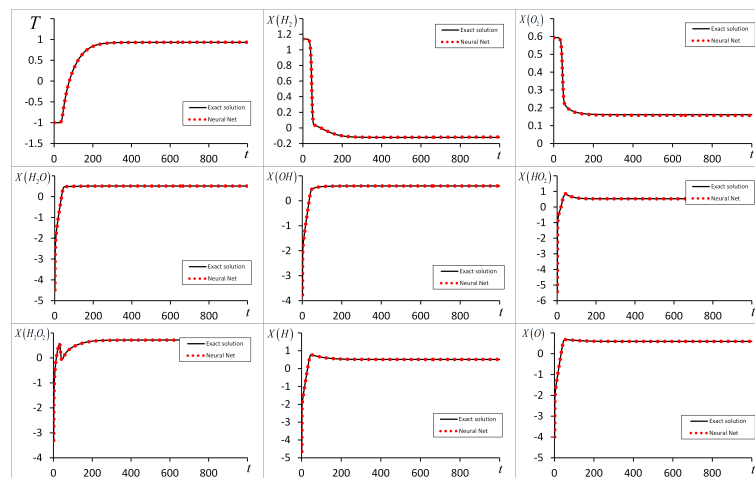 T
1.5
1
0.5
0
-0.5
-1
-1.5
0 200 400 600 800 t
Exact solution
Neural Net
X(H₂)
1.2
1
0.8
0.6
0.4
0.2
0
-0.2
0 200 400 600 800 t
Exact solution
Neural Net
X(O₂)
0.6
0.5
0.4
0.3
0.2
0.1
0
0 200 400 600 800 t
Exact solution
Neural Net
X(H₂O)
0
-1
-2
-3
-4
-5
0 200 400 600 800 t
Exact solution
Neural Net
X(OH)
0
-1
-2
-3
-4
0 200 400 600 800 t
Exact solution
Neural Net
X(HO₂)
1
0
-1
-2
-3
-4
-5
-6
0 200 400 600 800 t
Exact solution
Neural Net
X(H₂O₂)
0
-1
-2
-3
-4
0 200 400 600 800 t
Exact solution
Neural Net
X(H)
1
0
-1
-2
-3
-4
-5
0 200 400 600 800 t
Exact solution
Neural Net
X(O)
1
0
-1
-2
-3
-4
-5
0 200 400 600 800 t
Exact solution
Neural Net